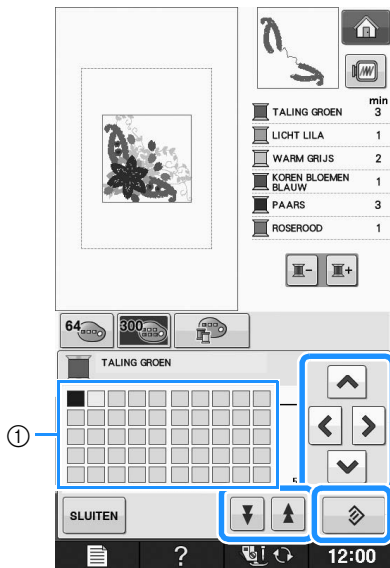 min
TALING GROEN 3
LICHT LILA 1
WARM GRIJS 2
KOREN BLOEMEN
BLAUW 1
PAARS 3
ROSEROOD 1
- +
64 300
TALING GROEN
①
5
SLUITEN
? 12:00